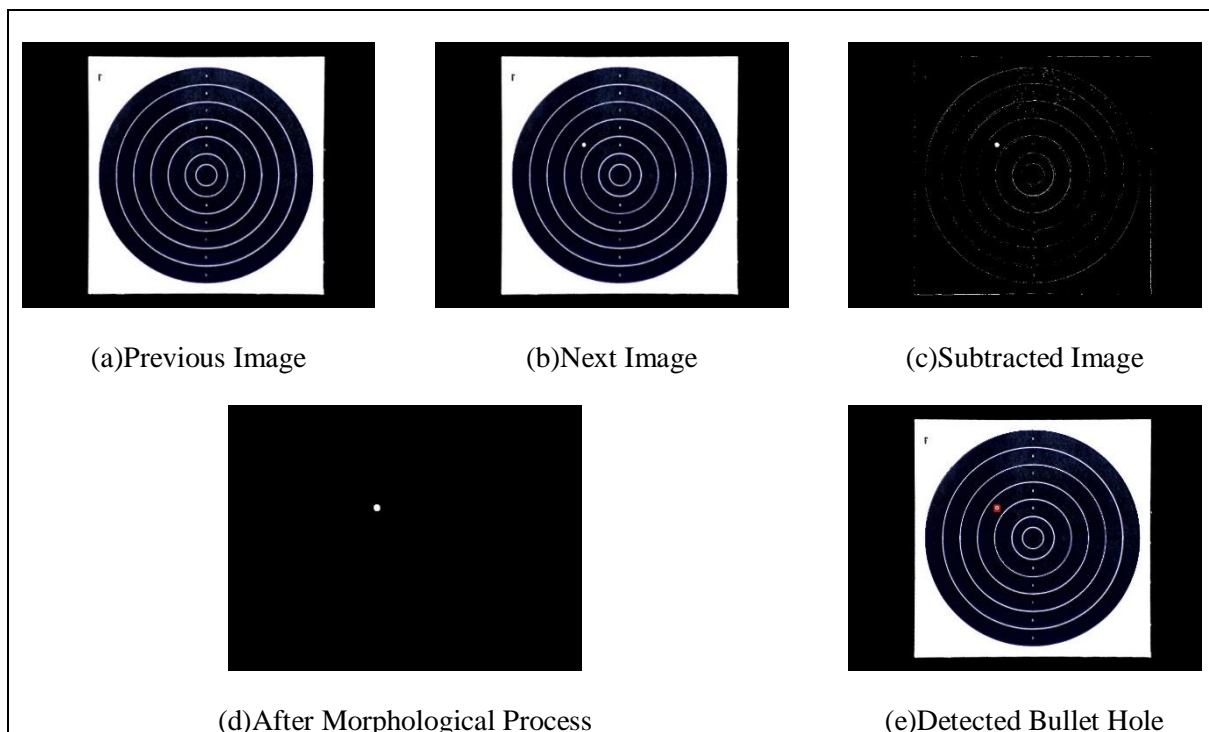 (a)Previous Image
(b)Next Image
(c)Subtracted Image
(d)After Morphological Process
(e)Detected Bullet Hole